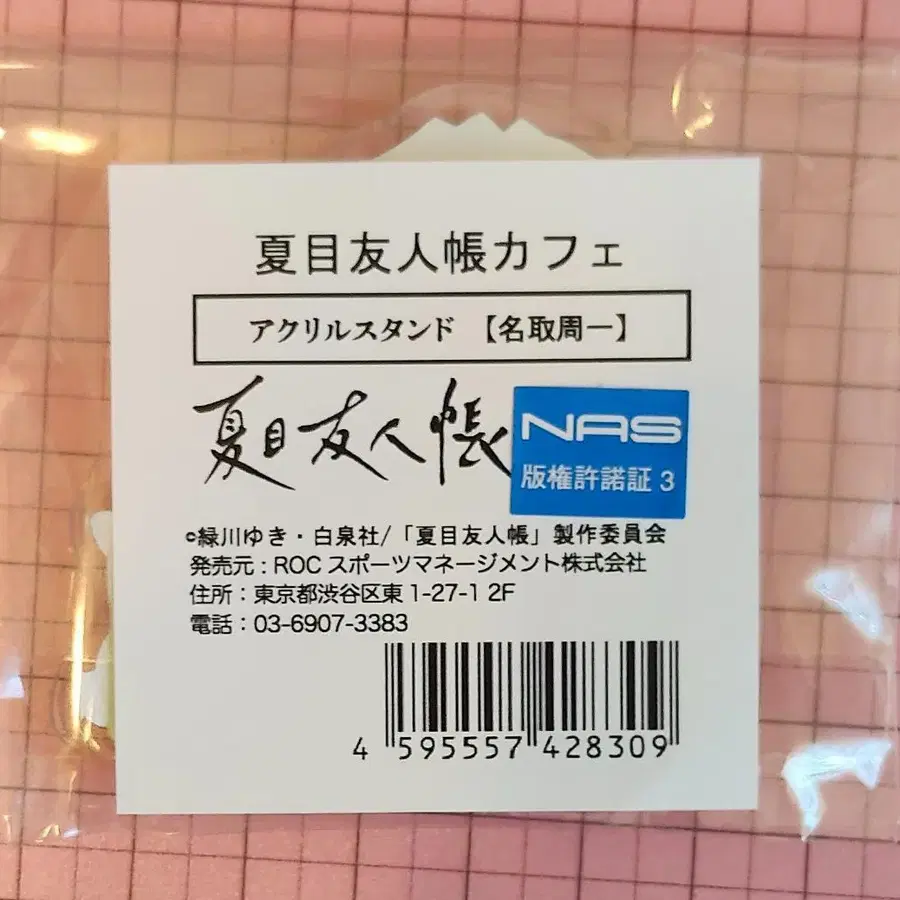 夏目友人帳カフェ
アクリルスタンド 【名取周一】
夏目友人帳
NAS
版権許諾証 3
©緑川ゆき・白泉社/「夏目友人帳」製作委員会
発売元:ROC スポーツマネージメント株式会社
住所:東京都渋谷区東 1-27-1 2F
電話:03-6907-3383
4 595557 428309